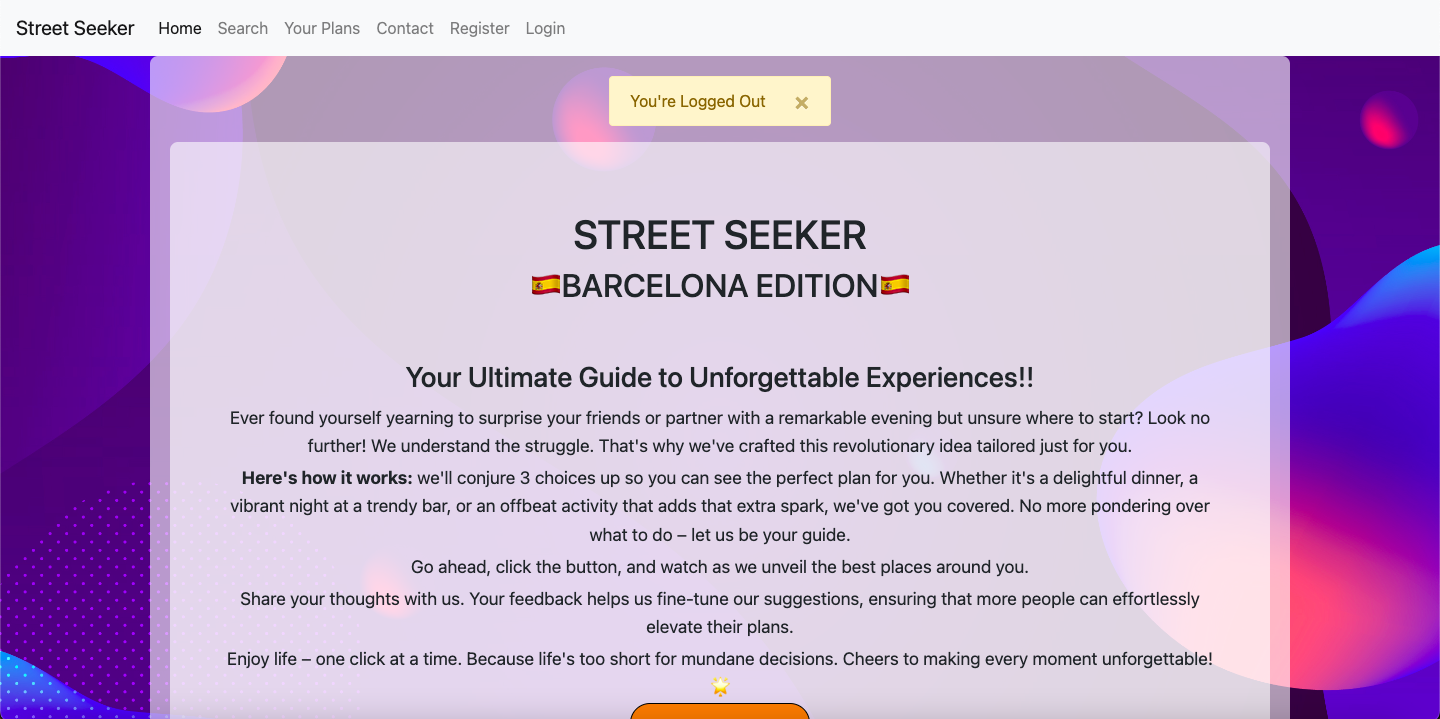 Street Seeker Home Search Your Plans Contact Register Login
You're Logged Out ×
STREET SEEKER
🇪🇸BARCELONA EDITION🇪🇸
Your Ultimate Guide to Unforgettable Experiences!!
Ever found yourself yearning to surprise your friends or partner with a remarkable evening but unsure where to start? Look no
further! We understand the struggle. That's why we've crafted this revolutionary idea tailored just for you.
Here's how it works: we'll conjure 3 choices up so you can see the perfect plan for you. Whether it's a delightful dinner, a
vibrant night at a trendy bar, or an offbeat activity that adds that extra spark, we've got you covered. No more pondering over
what to do – let us be your guide.
Go ahead, click the button, and watch as we unveil the best places around you.
Share your thoughts with us. Your feedback helps us fine-tune our suggestions, ensuring that more people can effortlessly
elevate their plans.
Enjoy life – one click at a time. Because life's too short for mundane decisions. Cheers to making every moment unforgettable!
🌟